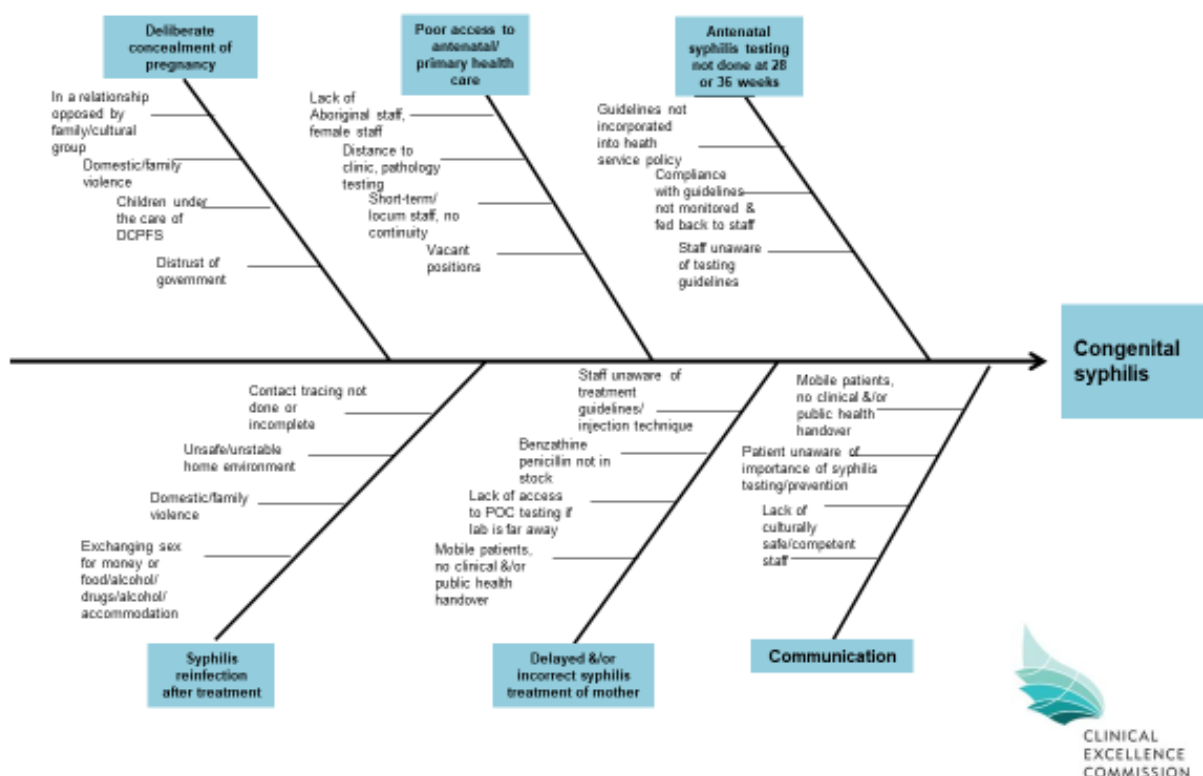 Deliberate
concealment of
pregnancy
In a relationship
opposed by
family/cultural
group
Domestic/family
violence
Children under
the care of
DCPFS
Distrust of
government
Poor access to
antenatal/
primary health
care
Lack of
Aboriginal staff,
female staff
Distance to
clinic, pathology
testing
Short-term/
locum staff, no
continuity
Vacant
positions
Antenatal
syphilis testing
not done at 28
or 36 weeks
Guidelines not
incorporated
into heath
service policy
Compliance
with guidelines
not monitored &
fed back to staff
Staff unaware
of testing
guidelines
Congenital
syphilis
Contact tracing not
done or
incomplete
Unsafe/unstable
home environment
Domestic/family
violence
Exchanging sex
for money or
food/alcohol/
drugs/alcohol/
accommodation
Syphilis
reinfection
after treatment
Staff unaware of
treatment
guidelines/
injection technique
Benzathine
penicillin not in
stock
Lack of access
to POC testing if
lab is far away
Mobile patients,
no clinical &/or
public health
handover
Delayed &/or
incorrect syphilis
treatment of mother
Mobile patients,
no clinical &/or
public health
handover
Patient unaware of
importance of syphilis
testing/prevention
Lack of
culturally
safe/competent
staff
Communication
CLINICAL
EXCELLENCE
COMMISSION